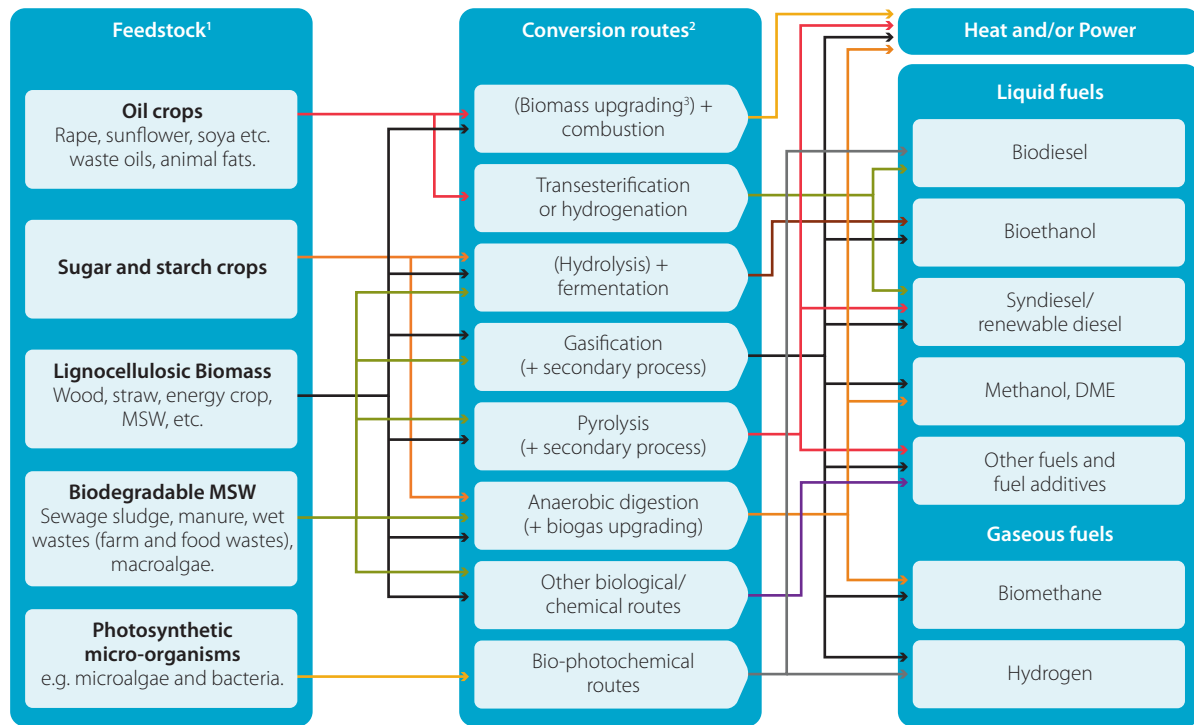 Feedstock¹
Oil crops
Rape, sunflower, soya etc.
waste oils, animal fats.
Sugar and starch crops
Lignocellulosic Biomass
Wood, straw, energy crop,
MSW, etc.
Biodegradable MSW
Sewage sludge, manure, wet
wastes (farm and food wastes),
macroalgae.
Photosynthetic
micro-organisms
e.g. microalgae and bacteria.
Conversion routes²
(Biomass upgrading³) +
combustion
Transesterification
or hydrogenation
(Hydrolysis) +
fermentation
Gasification
(+ secondary process)
Pyrolysis
(+ secondary process)
Anaerobic digestion
(+ biogas upgrading)
Other biological/
chemical routes
Bio-photochemical
routes
Heat and/or Power
Liquid fuels
Biodiesel
Bioethanol
Syndiesel/
renewable diesel
Methanol, DME
Other fuels and
fuel additives
Gaseous fuels
Biomethane
Hydrogen